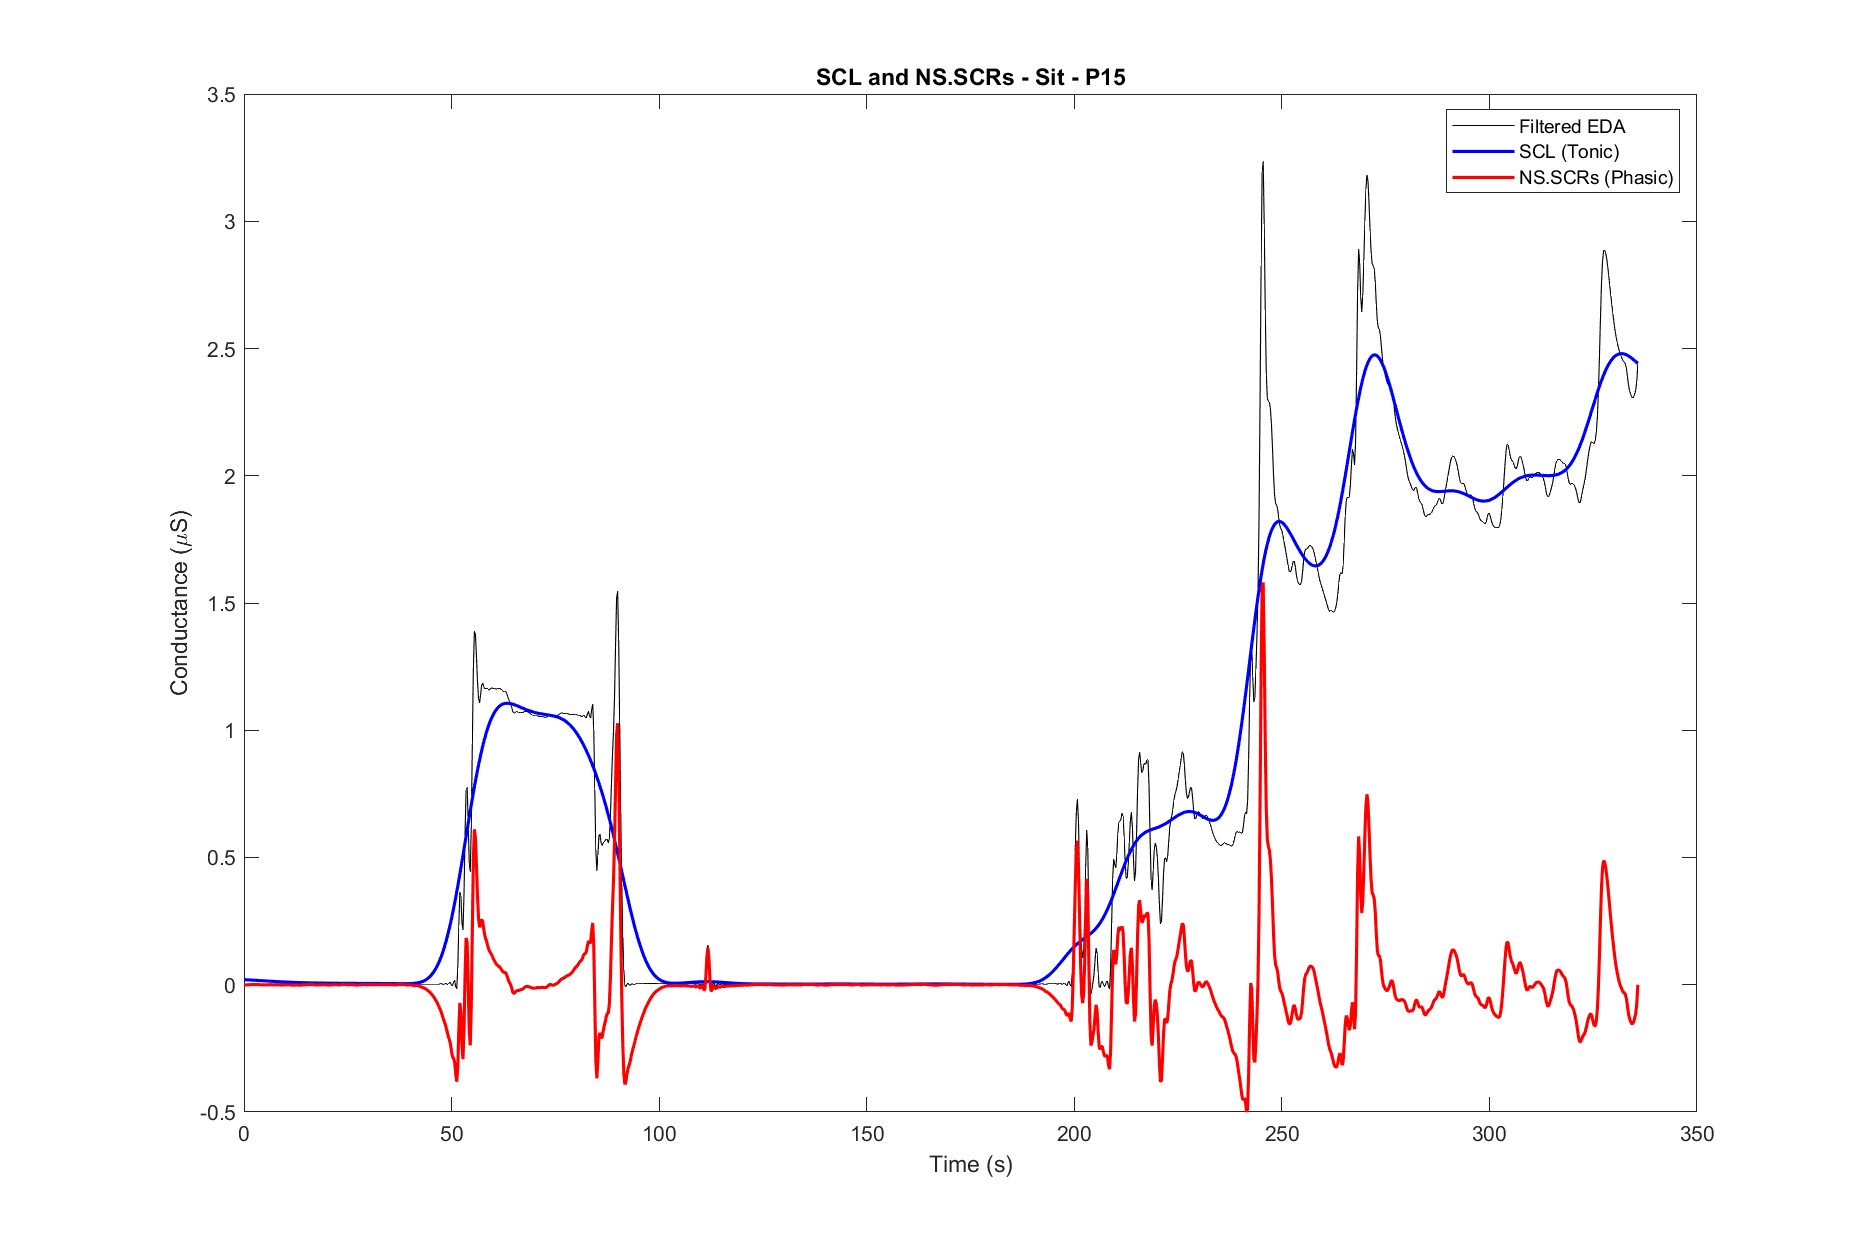 SCL and NS.SCRs - Sit - P15
Filtered EDA
SCL (Tonic)
NS.SCRs (Phasic)
Conductance (μS)
3.5
3
2.5
2
1.5
1
0.5
0
-0.5
0 50 100 150 200 250 300 350
Time (s)